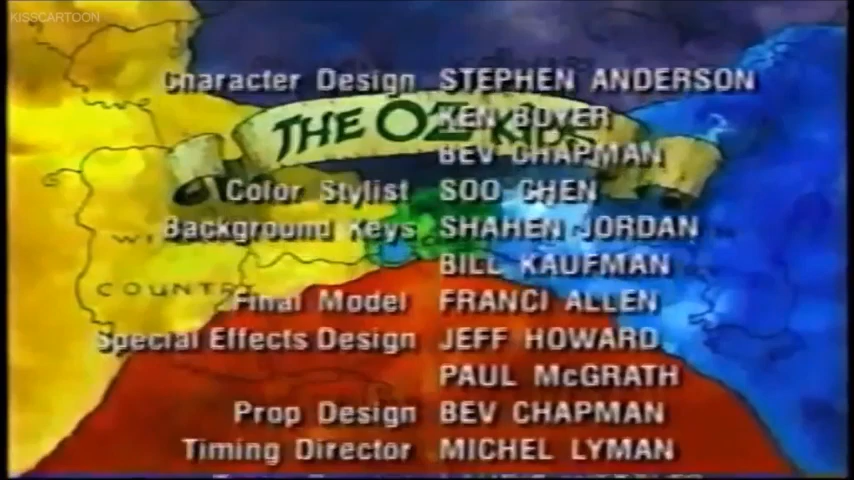 KISSCARTOON
Character Design STEPHEN ANDERSON
THE OZ KIDS
KEN BOYER
BEV CHAPMAN
Color Stylist SOO CHEN
Background Keys SHAHEN JORDAN
BILL KAUFMAN
COUNTRY
Final Model FRANCI ALLEN
Special Effects Design JEFF HOWARD
PAUL McGRATH
Prop Design BEV CHAPMAN
Timing Director MICHEL LYMAN